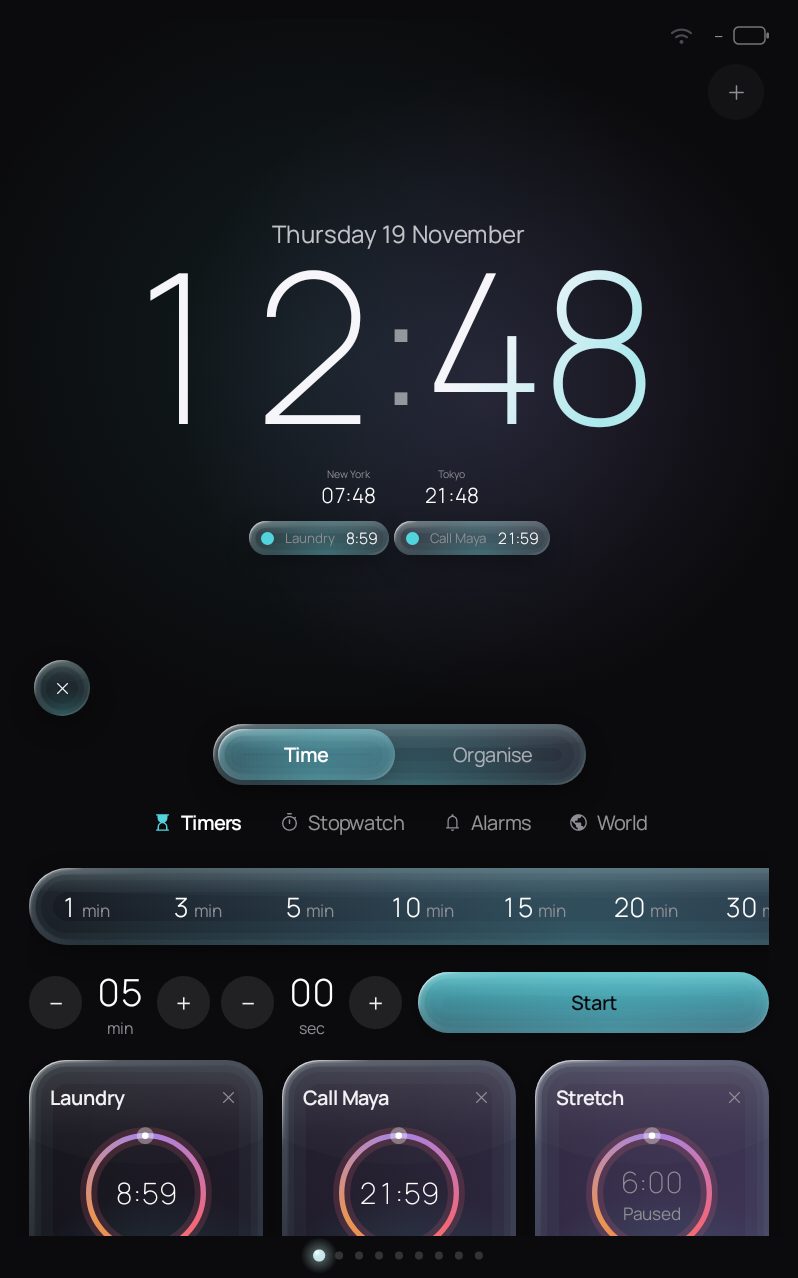 Thursday 19 November
12:48
New York Tokyo
07:48 21:48
Laundry 8:59 Call Maya 21:59
Time Organise
Timers Stopwatch Alarms World
1 min 3 min 5 min 10 min 15 min 20 min 30
− 05 + − 00 + Start
min sec
Laundry Call Maya Stretch
8:59 21:59 6:00
Paused